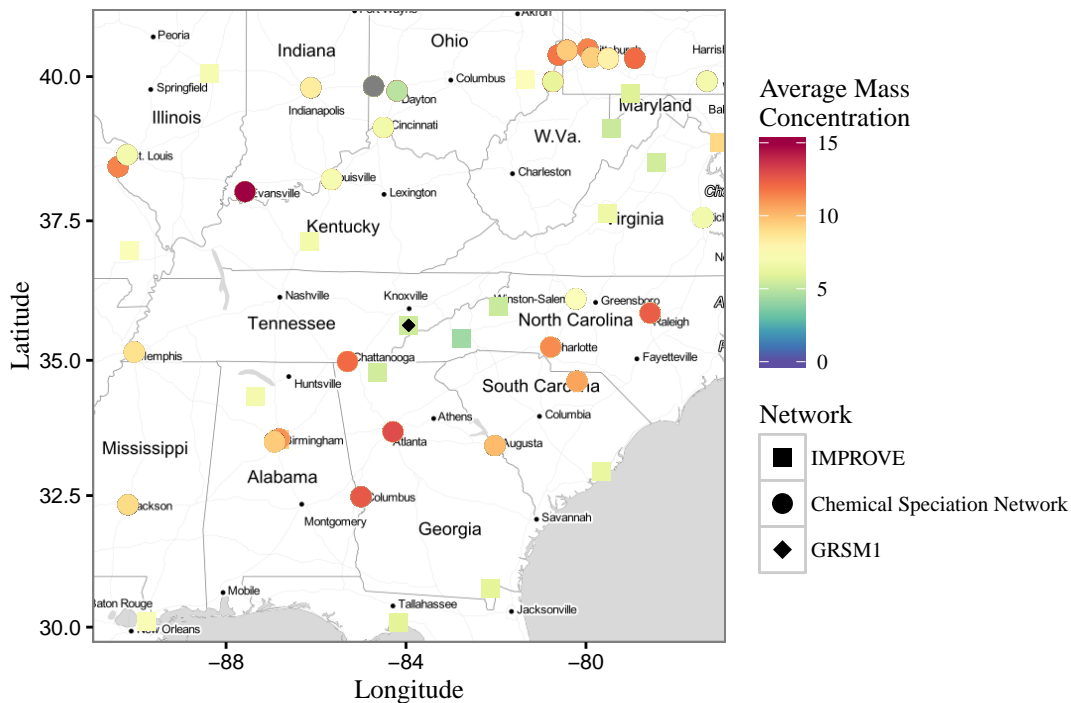 Fort Wayne
Akron
Peoria
Indiana
Ohio
Harris
40.0
Columbus
Springfield
Dayton
Indianapolis
Maryland
Illinois
Bal
Cincinnati
W.Va.
St. Louis
Charleston
Louisville
Evansville
Lexington
Virginia
37.5
Kentucky
Nashville
Knoxville
Winston-Salem
Greensboro
Tennessee
North Carolina
Raleigh
35.0
Memphis
Chattanooga
Charlotte
Fayetteville
Huntsville
South Carolina
Athens
Columbia
Mississippi
Birmingham
Atlanta
Augusta
Alabama
32.5
Jackson
Columbus
Montgomery
Georgia
Savannah
Mobile
Baton Rouge
Tallahassee
Jacksonville
30.0
New Orleans
−88
−84
−80
Latitude
Longitude
Average Mass
Concentration
15
10
5
0
Network
IMPROVE
Chemical Speciation Network
GRSM1